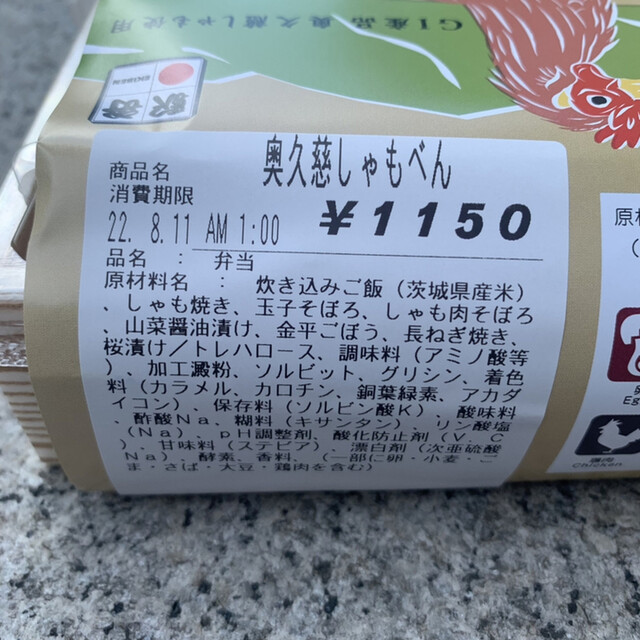 GI産品 奥久慈しゃも使用
駅弁
商品名 奥久慈しゃもべん
消費期限
22. 8.11 AM 1:00 ¥1150
品名 : 弁当
原材料名 : 炊き込みご飯（茨城県産米）
、しゃも焼き、玉子そぼろ、しゃも肉そぼろ
、山菜醤油漬け、金平ごぼう、長ねぎ焼き、
桜漬け／トレハロース、調味料（アミノ酸等
）、加工澱粉、ソルビット、グリシン、着色
料（カラメル、カロチン、銅葉緑素、アカダ
イコン）、保存料（ソルビン酸K）、酸味料
、酢酸Na、糊料（キサンタン）、リン酸塩
（Na）、pH調整剤、酸化防止剤（V.C）
、甘味料（ステビア）、漂白剤（次亜硫酸
Na）、酵素、香料、（一部に卵・小麦・ご
ま・さば・大豆・鶏肉を含む）
原材
鶏肉
Chicken